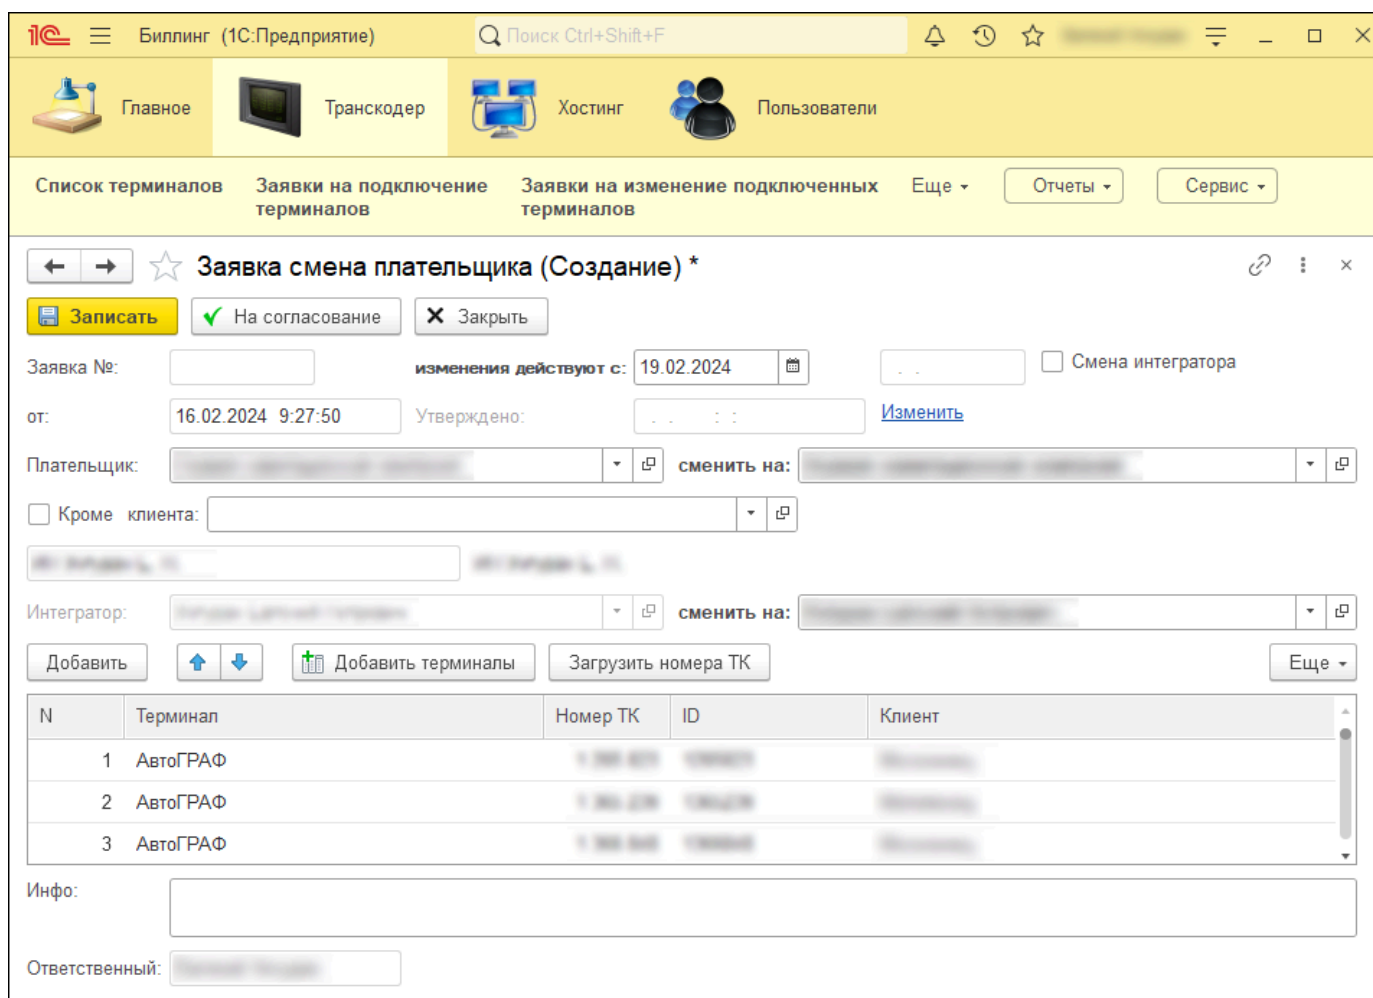 1С Биллинг (1С:Предприятие) Поиск Ctrl+Shift+F
Главное Транскодер Хостинг Пользователи
Список терминалов Заявки на подключение терминалов Заявки на изменение подключенных терминалов Еще Отчеты Сервис
Заявка смена плательщика (Создание) *
Записать На согласование Закрыть
Заявка №: изменения действуют с: 19.02.2024 . . Смена интегратора
от: 16.02.2024 9:27:50 Утверждено: . . : : Изменить
Плательщик: сменить на:
Кроме клиента:
Интегратор: сменить на:
Добавить Добавить терминалы Загрузить номера ТК Еще
N Терминал Номер ТК ID Клиент
1 АвтоГРАФ
2 АвтоГРАФ
3 АвтоГРАФ
Инфо:
Ответственный: